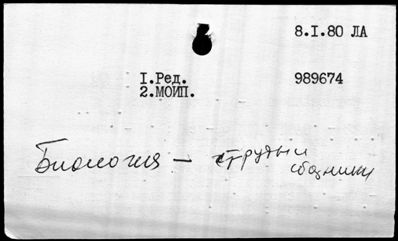 8.I.80 ЛА
I.Ред. 989674
2.МОИП.
Биология — труды и
сборники